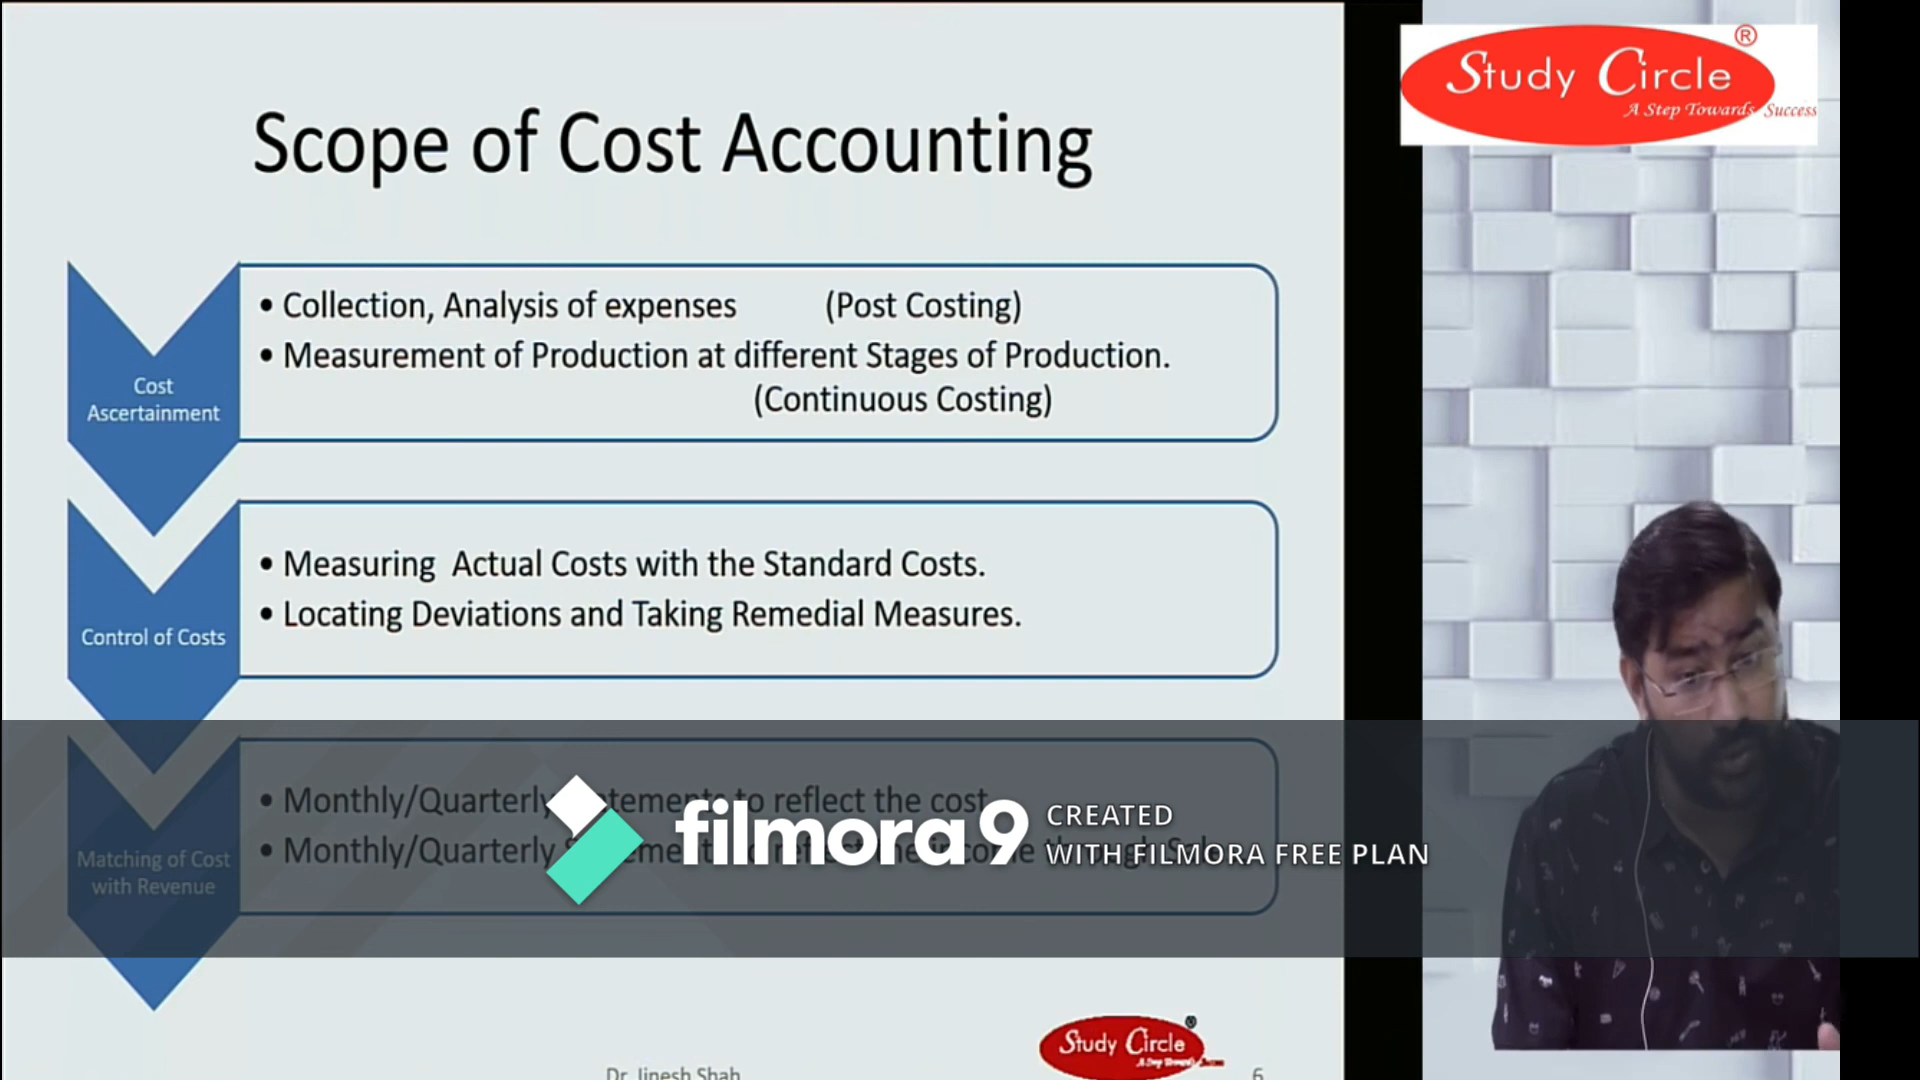 Scope of Cost Accounting
Cost
Ascertainment
• Collection, Analysis of expenses (Post Costing)
• Measurement of Production at different Stages of Production.
(Continuous Costing)
Control of Costs
• Measuring Actual Costs with the Standard Costs.
• Locating Deviations and Taking Remedial Measures.
Matching of Cost
with Revenue
• Monthly/Quarterly to reflect the cost
• Monthly/Quarterly
filmora9
CREATED
WITH FILMORA FREE PLAN
Study Circle ®
A Step Towards Success
Dr. Jinesh Shah
Study Circle
6